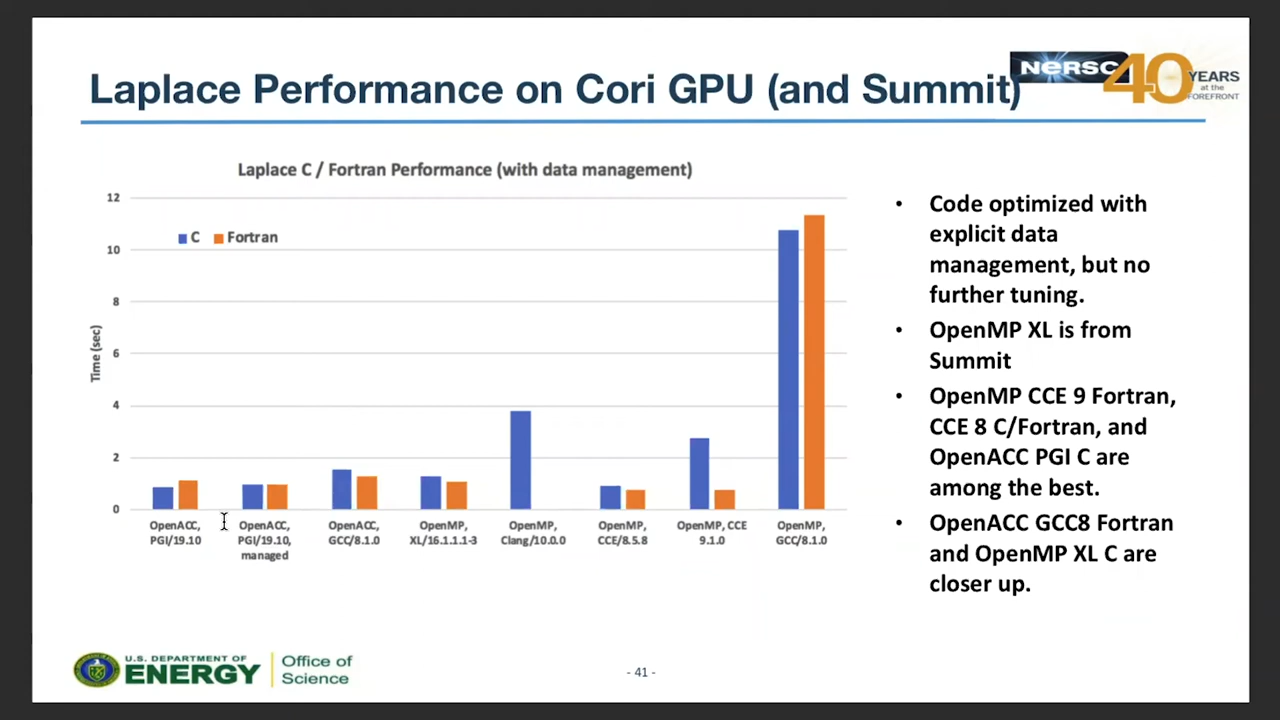 Laplace Performance on Cori GPU (and Summit)
NERSC 40 YEARS
at the
FOREFRONT
Laplace C / Fortran Performance (with data management)
12
10
8
6
4
2
0
Time (sec)
C Fortran
OpenACC,
PGI/19.10
OpenACC,
PGI/19.10,
managed
OpenACC,
GCC/8.1.0
OpenMP,
XL/16.1.1.1-3
OpenMP,
Clang/10.0.0
OpenMP,
CCE/8.5.8
OpenMP, CCE
9.1.0
OpenMP,
GCC/8.1.0
• Code optimized with
explicit data
management, but no
further tuning.
• OpenMP XL is from
Summit
• OpenMP CCE 9 Fortran,
CCE 8 C/Fortran, and
OpenACC PGI C are
among the best.
• OpenACC GCC8 Fortran
and OpenMP XL C are
closer up.
U.S. DEPARTMENT OF
ENERGY
Office of
Science
- 41 -